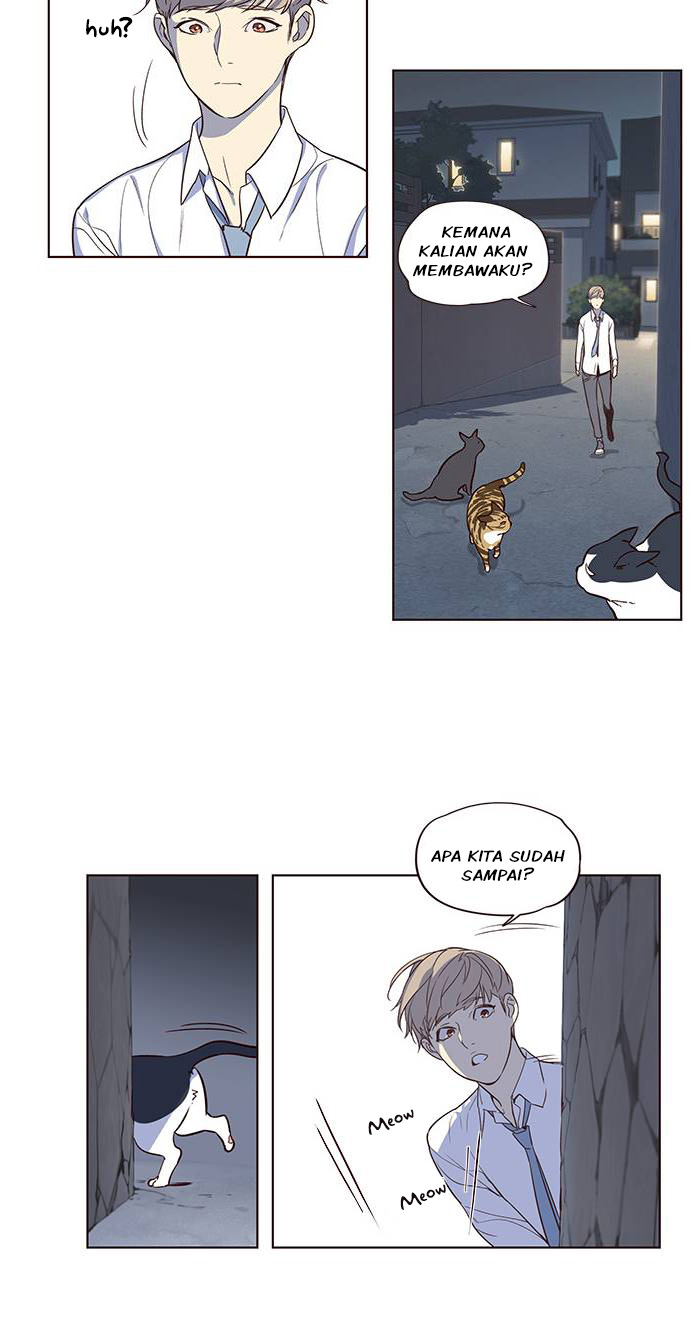 huh?
KEMANA
KALIAN AKAN
MEMBAWAKU?
APA KITA SUDAH
SAMPAI?
Meow
Meow